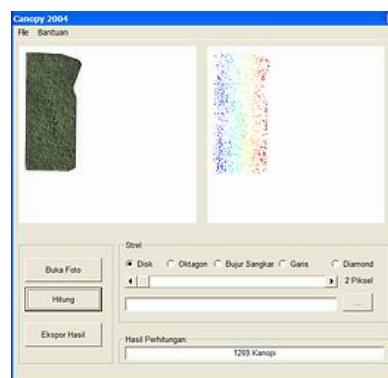 Canopy 2004
File Bantuan
Strel
Disk Oktagon Bujur Sangkar Garis Diamond
Buka Foto
2 Piksel
Hitung
...
Ekspor Hasil
Hasil Perhitungan:
1269 Kanopi